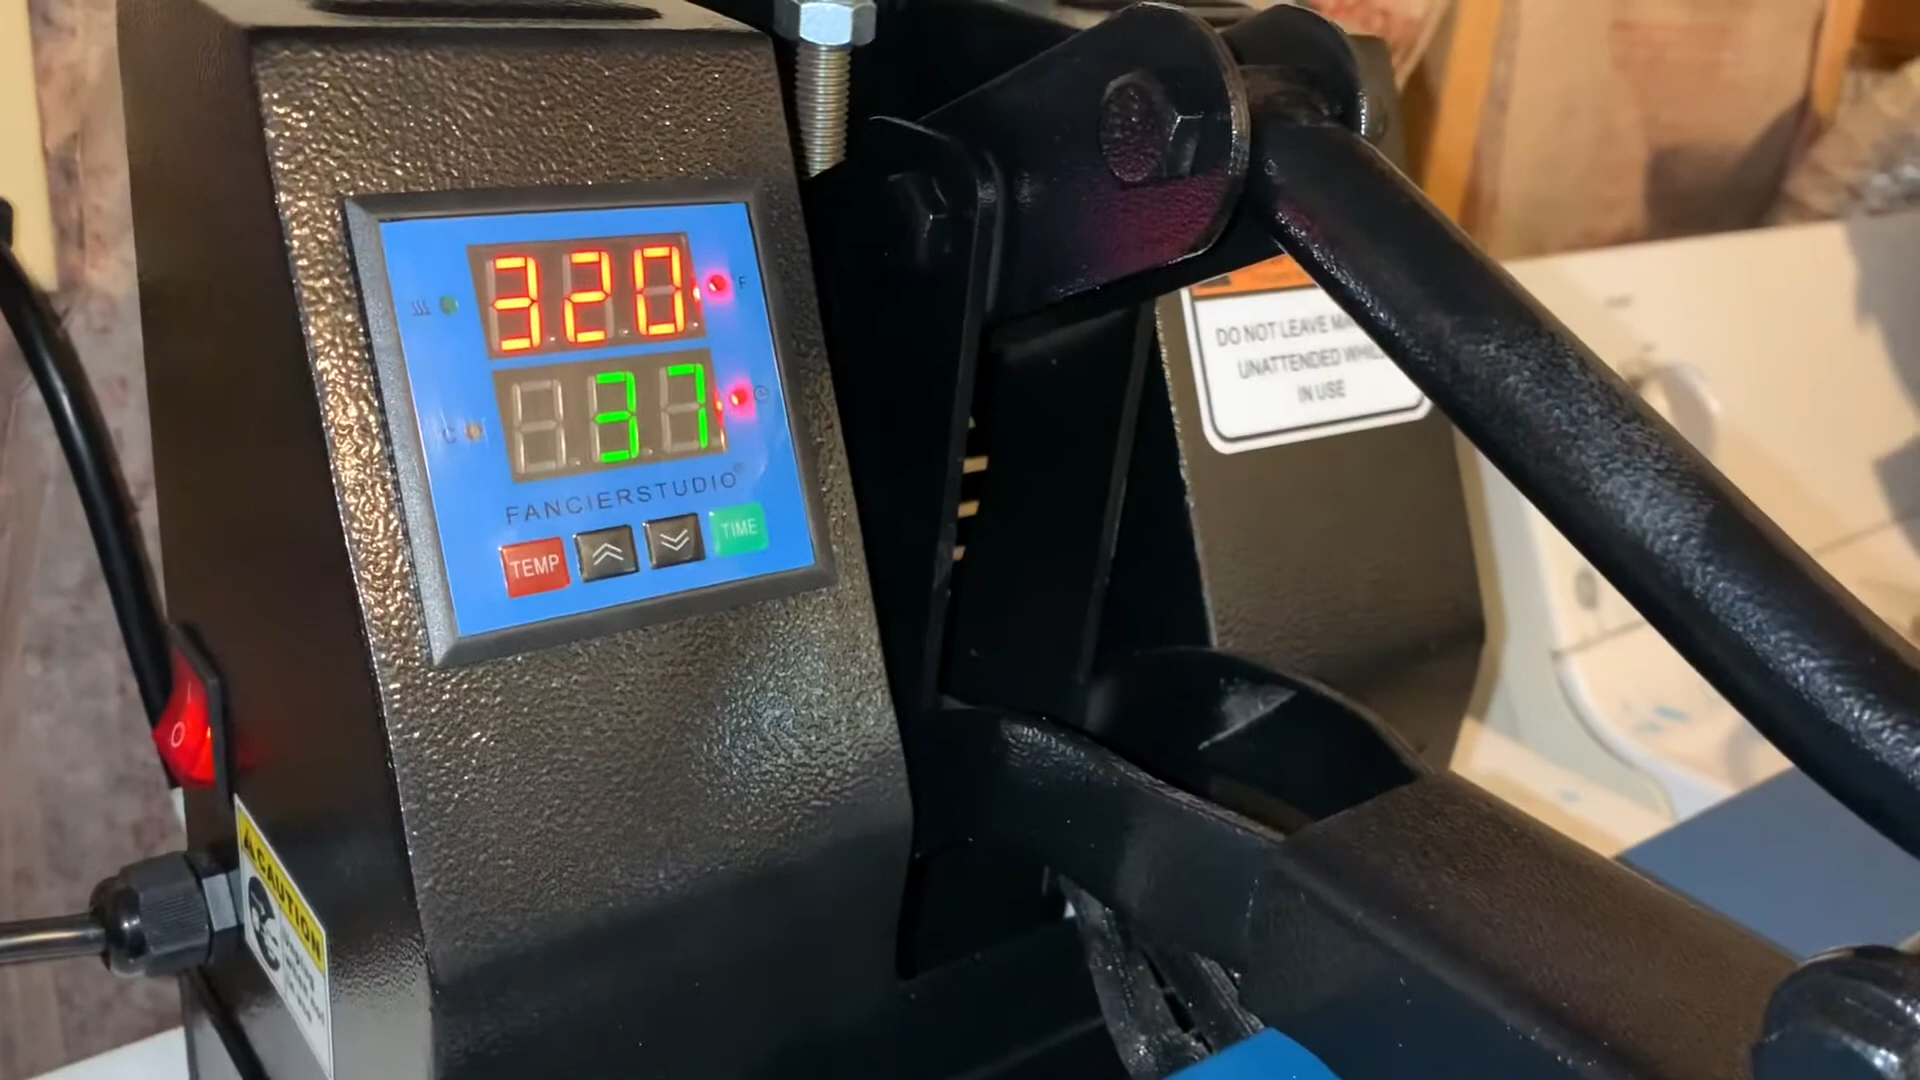 320
F
37
C
FANCIERSTUDIO®
TEMP
TIME
DO NOT LEAVE
UNATTENDED
IN USE
O
CAUTION